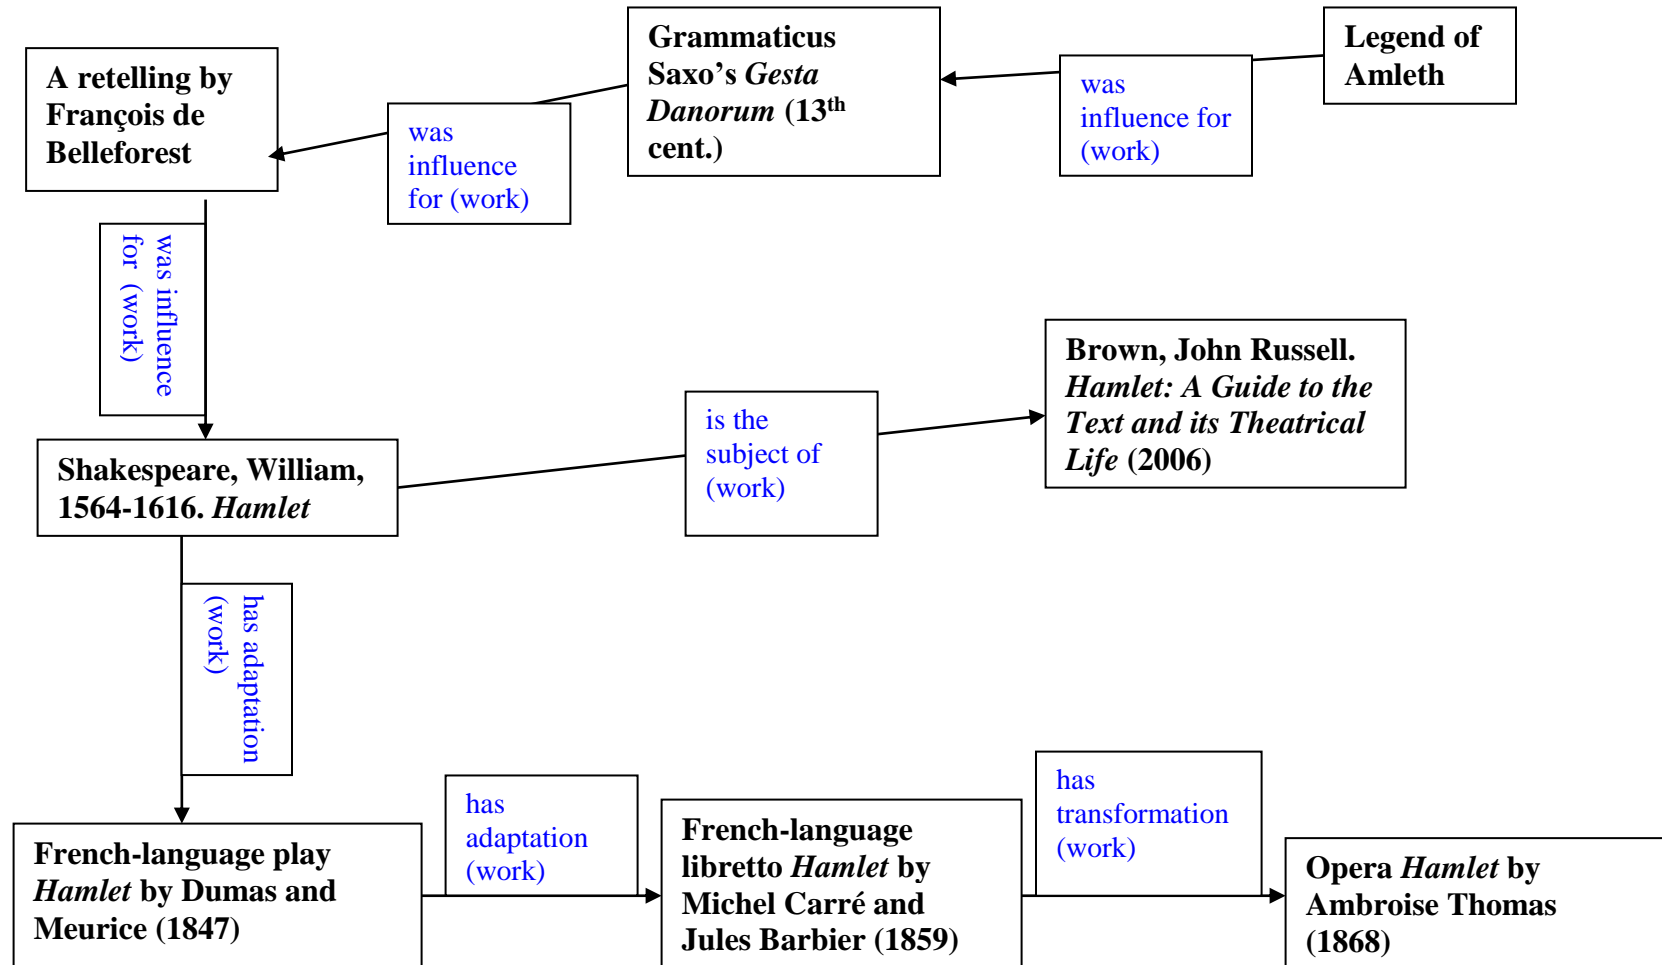 A retelling by
François de
Belleforest
was
influence
for (work)
Grammaticus
Saxo's Gesta
Danorum (13th
cent.)
was
influence for
(work)
Legend of
Amleth
was influence
for (work)
Shakespeare, William,
1564-1616. Hamlet
is the
subject of
(work)
Brown, John Russell.
Hamlet: A Guide to the
Text and its Theatrical
Life (2006)
has adaptation
(work)
French-language play
Hamlet by Dumas and
Meurice (1847)
has
adaptation
(work)
French-language
libretto Hamlet by
Michel Carré and
Jules Barbier (1859)
has
transformation
(work)
Opera Hamlet by
Ambroise Thomas
(1868)